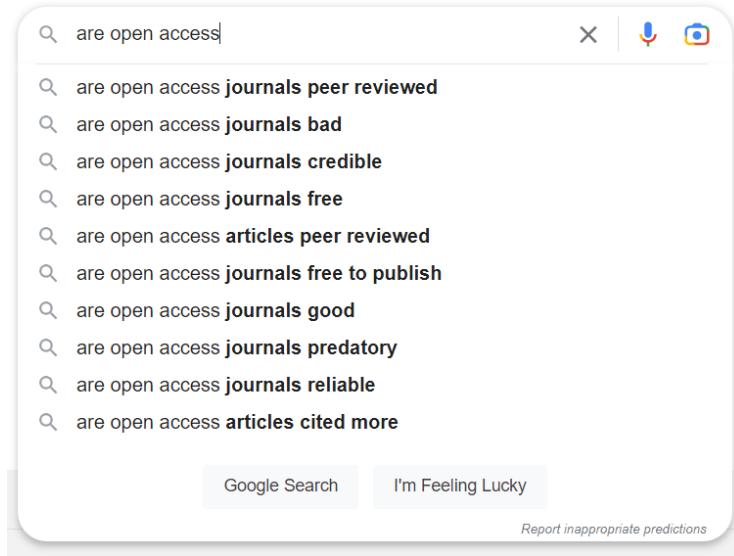 are open access
are open access journals peer reviewed
are open access journals bad
are open access journals credible
are open access journals free
are open access articles peer reviewed
are open access journals free to publish
are open access journals good
are open access journals predatory
are open access journals reliable
are open access articles cited more
Google Search I'm Feeling Lucky
Report inappropriate predictions